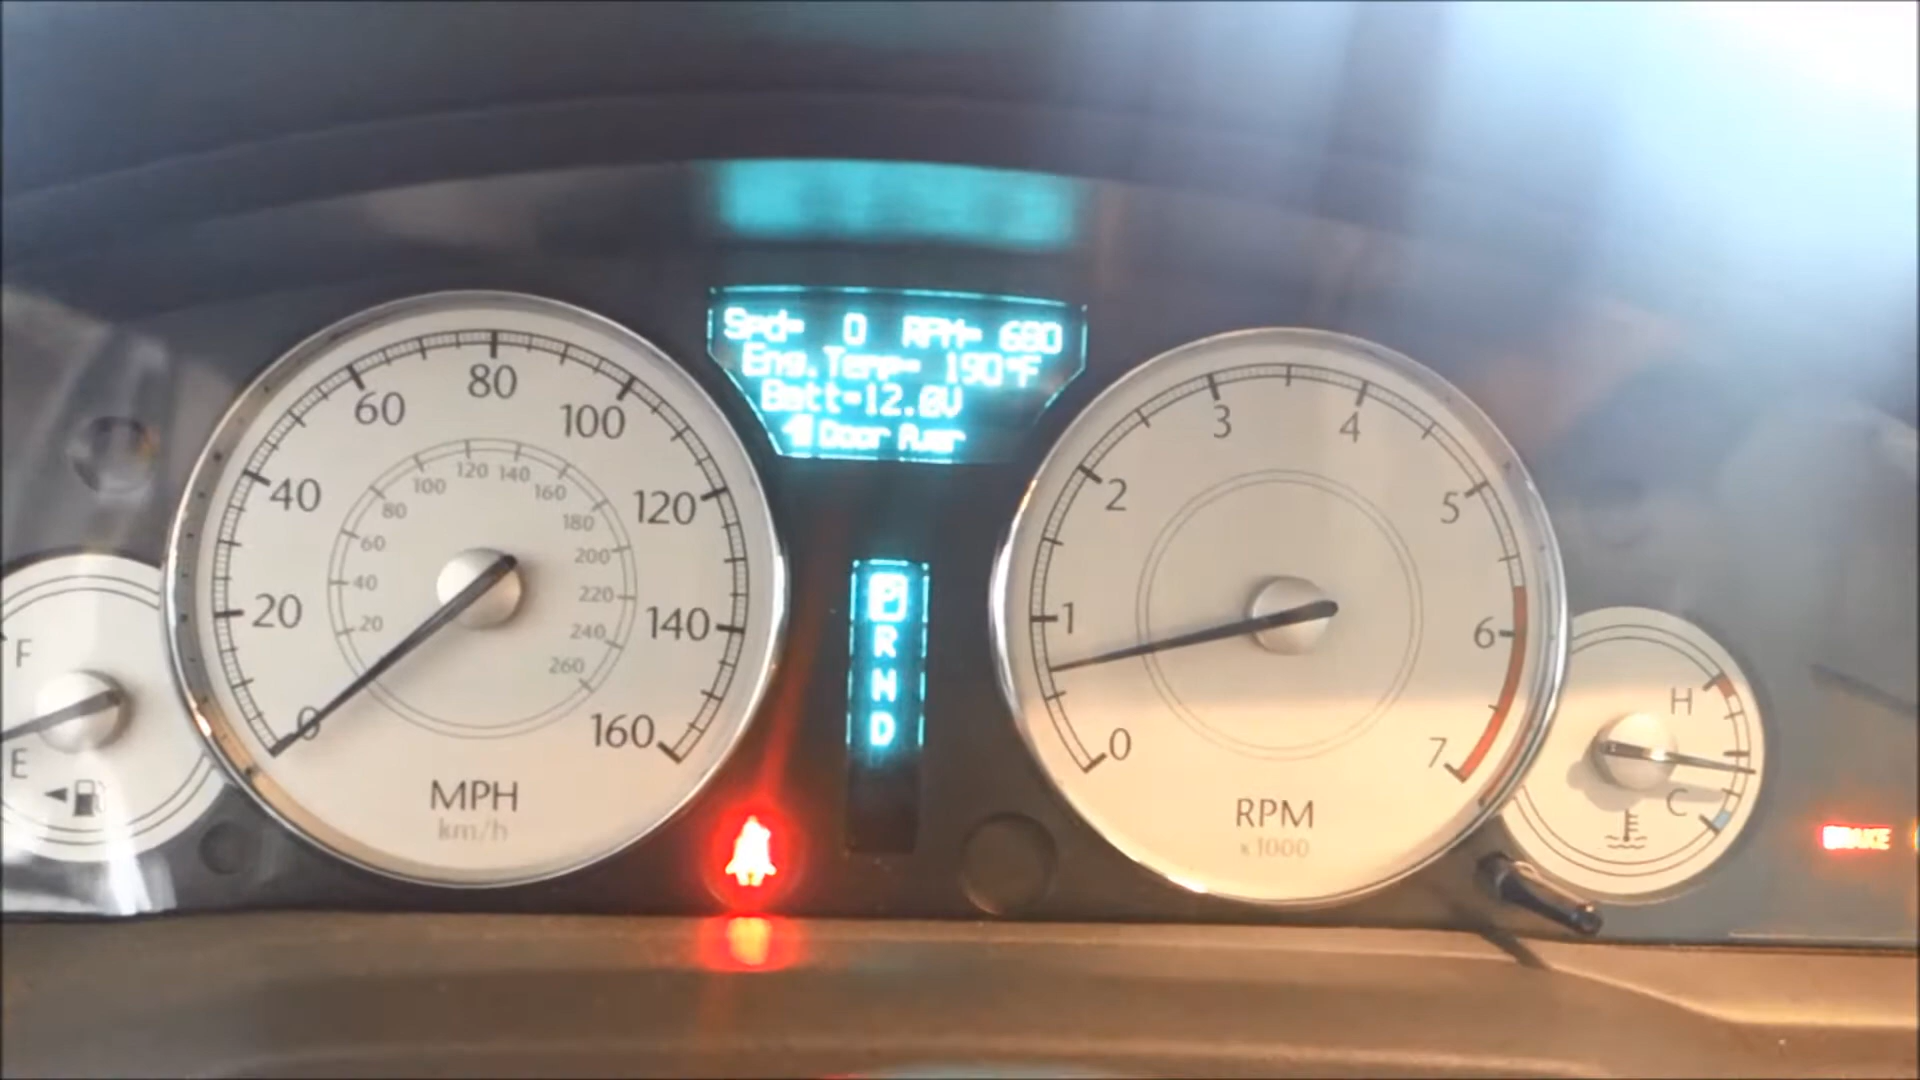 Spd= 0 RPM= 680
Eng.Temp= 190°F
Batt=12.0V
Door Ajar
P
R
N
D
F
E
0
20
40
60
80
100
120
140
160
20
40
60
80
100
120
140
160
180
200
220
240
260
MPH
km/h
0
1
2
3
4
5
6
7
RPM
x1000
H
C
BRAKE